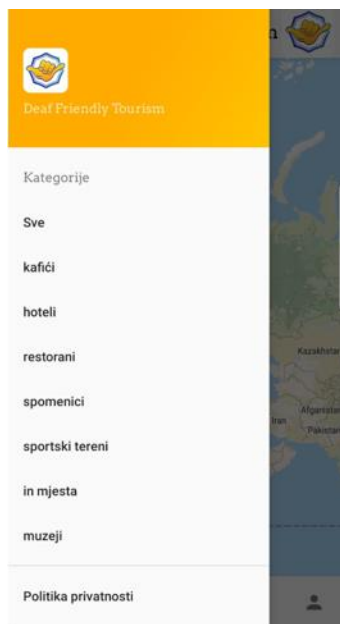 Deaf Friendly Tourism
Kategorije
Sve
kafići
hoteli
restorani
spomenici
sportski tereni
in mjesta
muzeji
Politika privatnosti
Kazakhstan
Afganistan
Iran
Pakistan